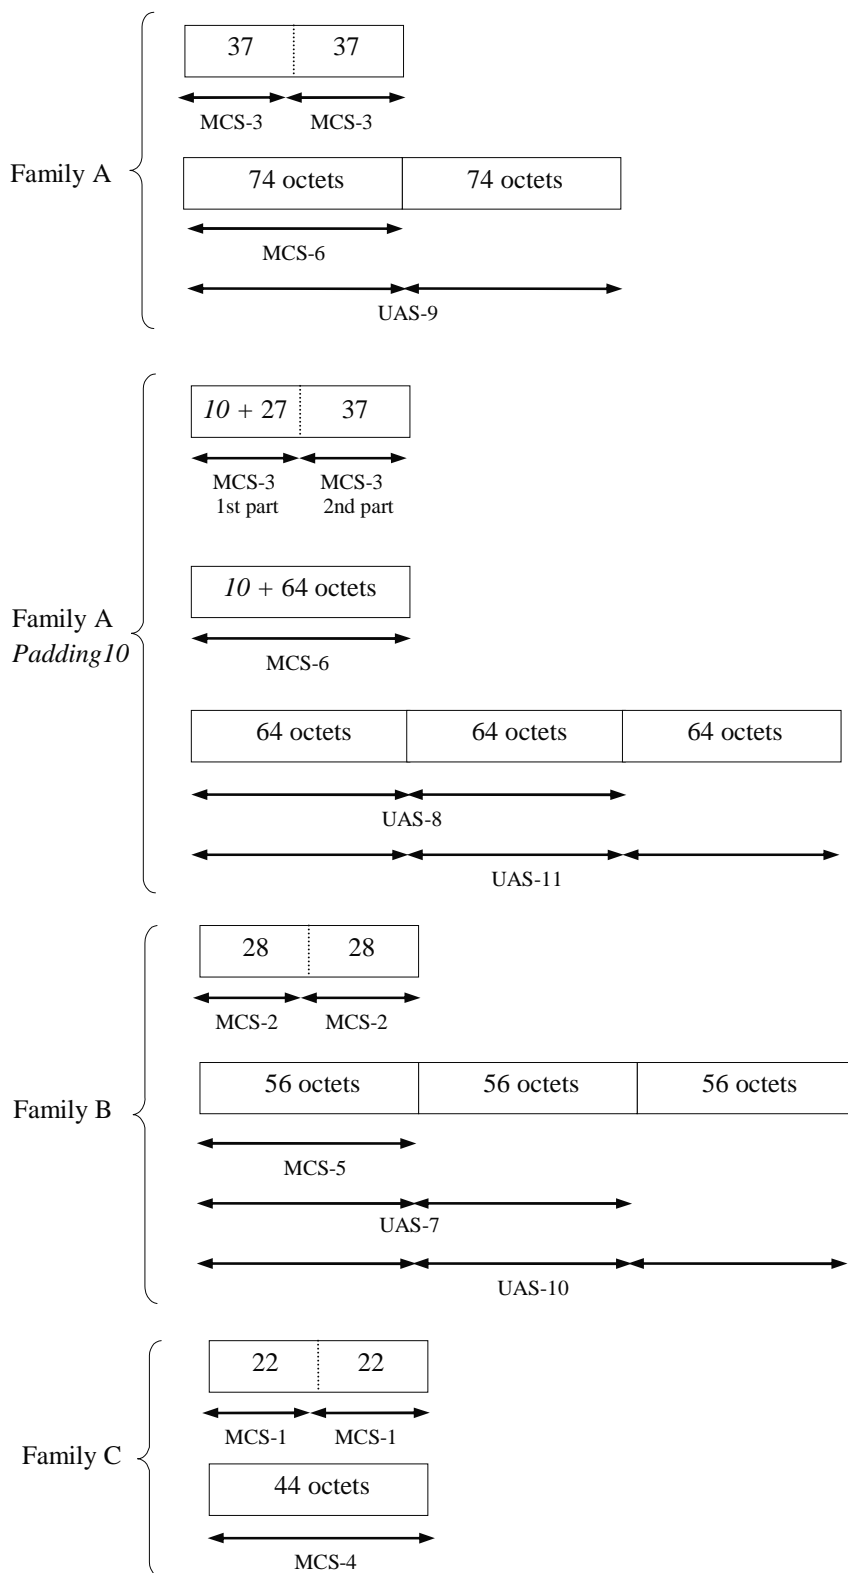 37 37
MCS-3 MCS-3
Family A
74 octets 74 octets
MCS-6
UAS-9
10 + 27 37
MCS-3 MCS-3
1st part 2nd part
10 + 64 octets
Family A
Padding10
MCS-6
64 octets 64 octets 64 octets
UAS-8
UAS-11
28 28
MCS-2 MCS-2
56 octets 56 octets 56 octets
Family B
MCS-5
UAS-7
UAS-10
22 22
MCS-1 MCS-1
Family C
44 octets
MCS-4